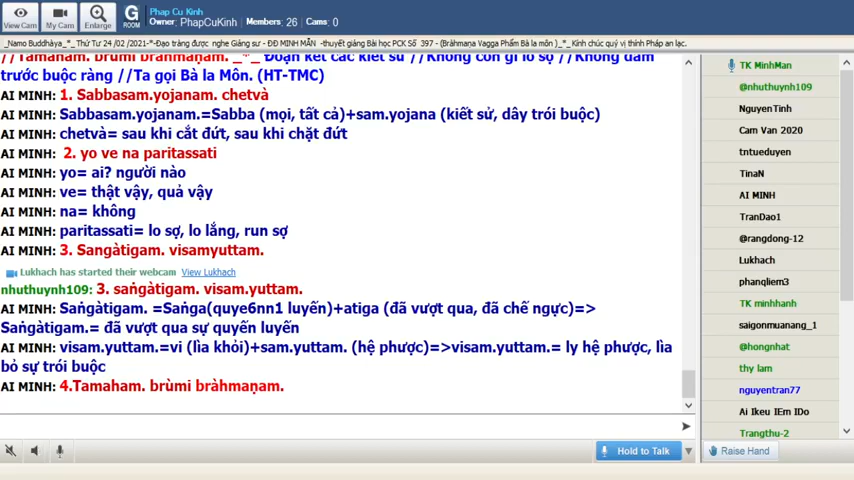 View Cam
My Cam
Enlarge
G
ROOM
Phap Cu Kinh
Owner: PhapCuKinh Members: 26 Cams: 0
_Namo Buddhàya_*_ Thứ Tư 24 /02 /2021-*-Đạo tràng được nghe Giảng sư - ĐĐ MINH MẪN -thuyết giảng Bài học PCK Số 397 - (Bràhmaṇa Vagga Phẩm Bà la môn )_*_ Kinh chúc quý vị thinh Pháp an lạc.
//Tamahaṃ. brùmi bràhmaṇaṃ. _*_ Đoạn kết các kiết sử //Không còn gì lo sợ //Không đắm
trước buộc ràng //Ta gọi Bà la Môn. (HT-TMC)
AI MINH: 1. Sabbasam.yojanam. chetvà
AI MINH: Sabbasam.yojanam.=Sabba (mọi, tất cả)+sam.yojana (kiết sử, dây trói buộc)
AI MINH: chetvà= sau khi cắt đứt, sau khi chặt đứt
AI MINH: 2. yo ve na paritassati
AI MINH: yo= ai? người nào
AI MINH: ve= thật vậy, quả vậy
AI MINH: na= không
AI MINH: paritassati= lo sợ, lo lắng, run sợ
AI MINH: 3. Sangàtigam. visamyuttam.
Lukhach has started their webcam View Lukhach
nhuthuynh109: 3. saṅgàtigam. visam.yuttam.
AI MINH: Saṅgàtigam. =Saṅga(quye6nn1 luyến)+atiga (đã vượt qua, đã chế ngự)=>
Saṅgàtigam.= đã vượt qua sự quyến luyến
AI MINH: visam.yuttam.=vi (lìa khỏi)+sam.yuttam. (hệ phược)=>visam.yuttam.= ly hệ phược, lìa
bỏ sự trói buộc
AI MINH: 4.Tamaham. brùmi bràhmaṇam.
TK MinhMan
@nhuthuynh109
NguyenTinh
Cam Van 2020
tntueduyen
TinaN
AI MINH
TranDao1
@rangdong-12
Lukhach
phanqliem3
TK minhhanh
saigonmuanang_1
@hongnhat
thy lam
nguyentran77
Ai Ikeu IEm IDo
Trangthu-2
Hold to Talk
Raise Hand